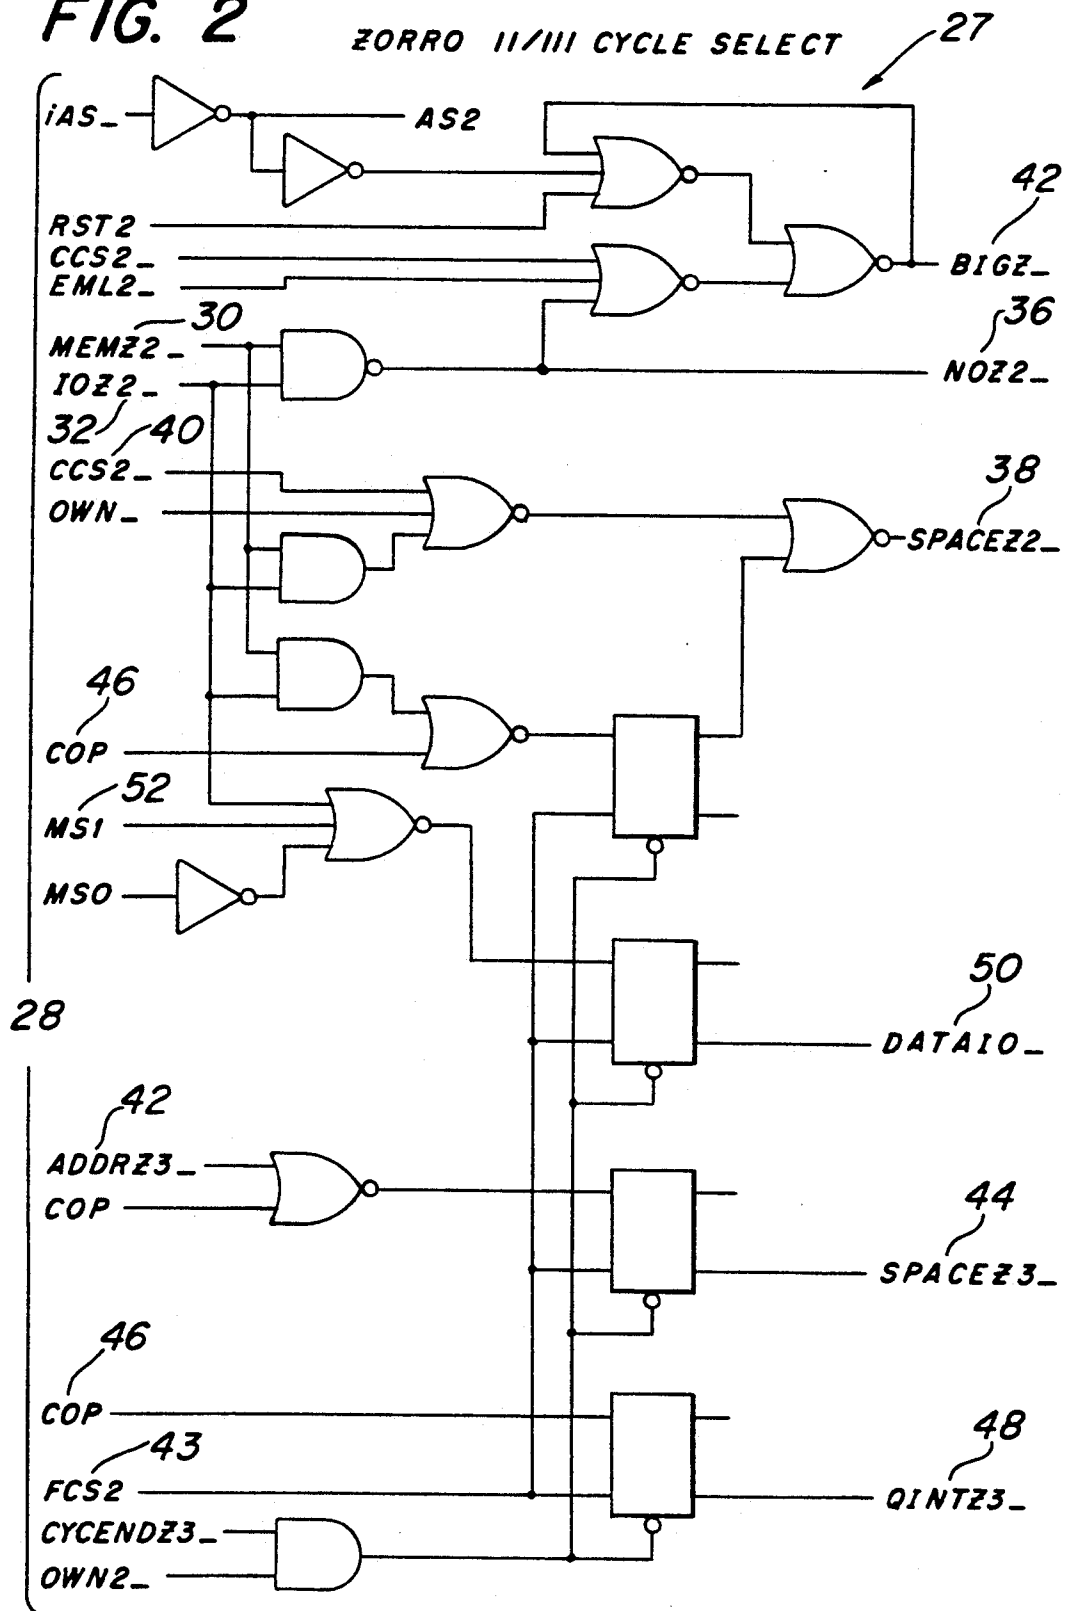 FIG. 2
ZORRO II/III CYCLE SELECT
27
iAS_
AS2
42
RST2
CCS2_
BIGZ_
EML2_
30
36
MEMZ2_
NOZ2_
IOZ2_
32
40
CCS2_
38
OWN_
SPACEZ2_
46
COP
52
MS1
MS0
50
28
DATAIO_
42
ADDRZ3_
44
COP
SPACEZ3_
46
COP
43
48
FCS2
QINTZ3_
CYCENDZ3_
OWN2_